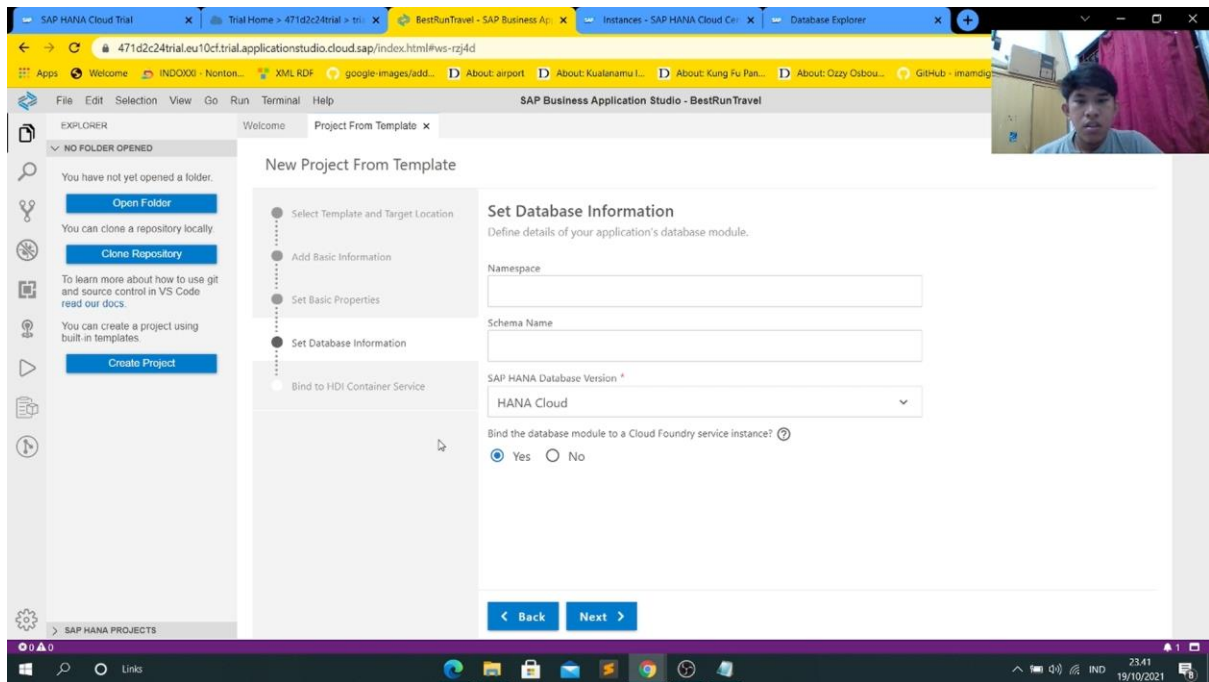 SAP HANA Cloud Trial
Trial Home > 471d2c24trial > tria
BestRunTravel - SAP Business Ap
Instances - SAP HANA Cloud Cer
Database Explorer
471d2c24trial.eu10cf.trial.applicationstudio.cloud.sap/index.html#ws-rzj4d
Apps
Welcome
INDOXXI - Nonton...
XML RDF
google-images/add...
About: airport
About: Kualanamu I...
About: Kung Fu Pan...
About: Ozzy Osbou...
GitHub - imamdig
File Edit Selection View Go Run Terminal Help
SAP Business Application Studio - BestRunTravel
EXPLORER
Welcome
Project From Template
NO FOLDER OPENED
You have not yet opened a folder.
Open Folder
You can clone a repository locally.
Clone Repository
To learn more about how to use git
and source control in VS Code
read our docs.
You can create a project using
built-in templates.
Create Project
SAP HANA PROJECTS
New Project From Template
Select Template and Target Location
Add Basic Information
Set Basic Properties
Set Database Information
Bind to HDI Container Service
Set Database Information
Define details of your application's database module.
Namespace
Schema Name
SAP HANA Database Version *
HANA Cloud
Bind the database module to a Cloud Foundry service instance?
Yes
No
Back
Next
0 0
1
Links
IND
23.41
19/10/2021